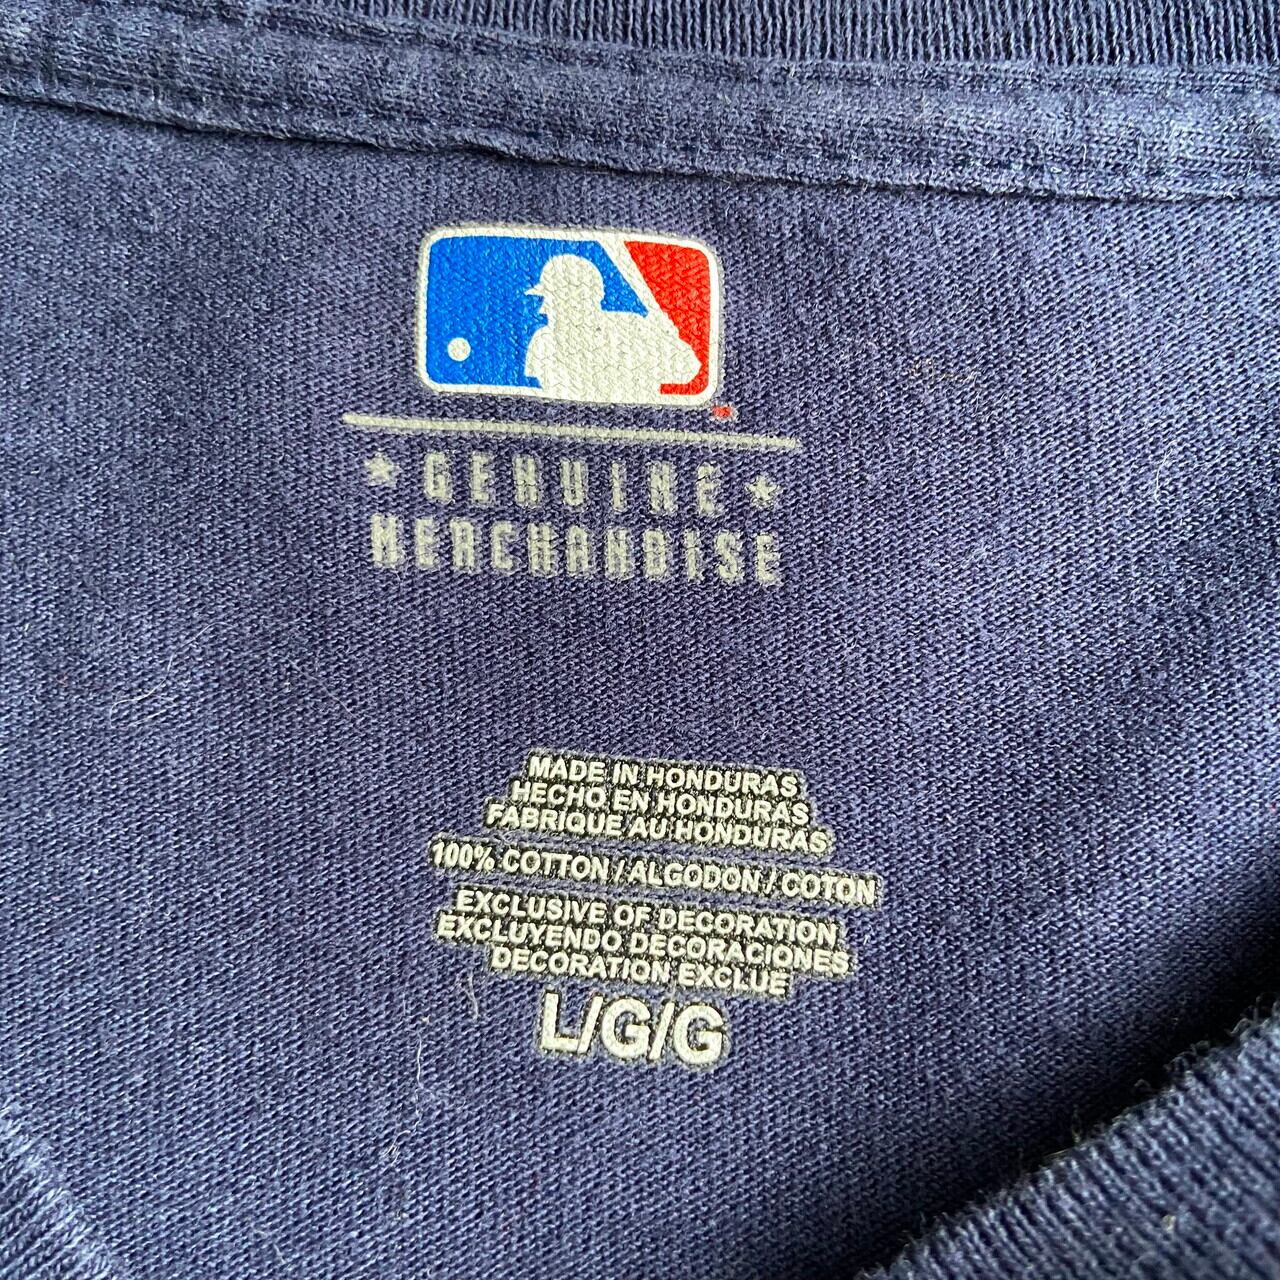 GENUINE
MERCHANDISE
MADE IN HONDURAS
HECHO EN HONDURAS
FABRIQUE AU HONDURAS
100% COTTON / ALGODON / COTON
EXCLUSIVE OF DECORATION
EXCLUYENDO DECORACIONES
DECORATION EXCLUE
L/G/G